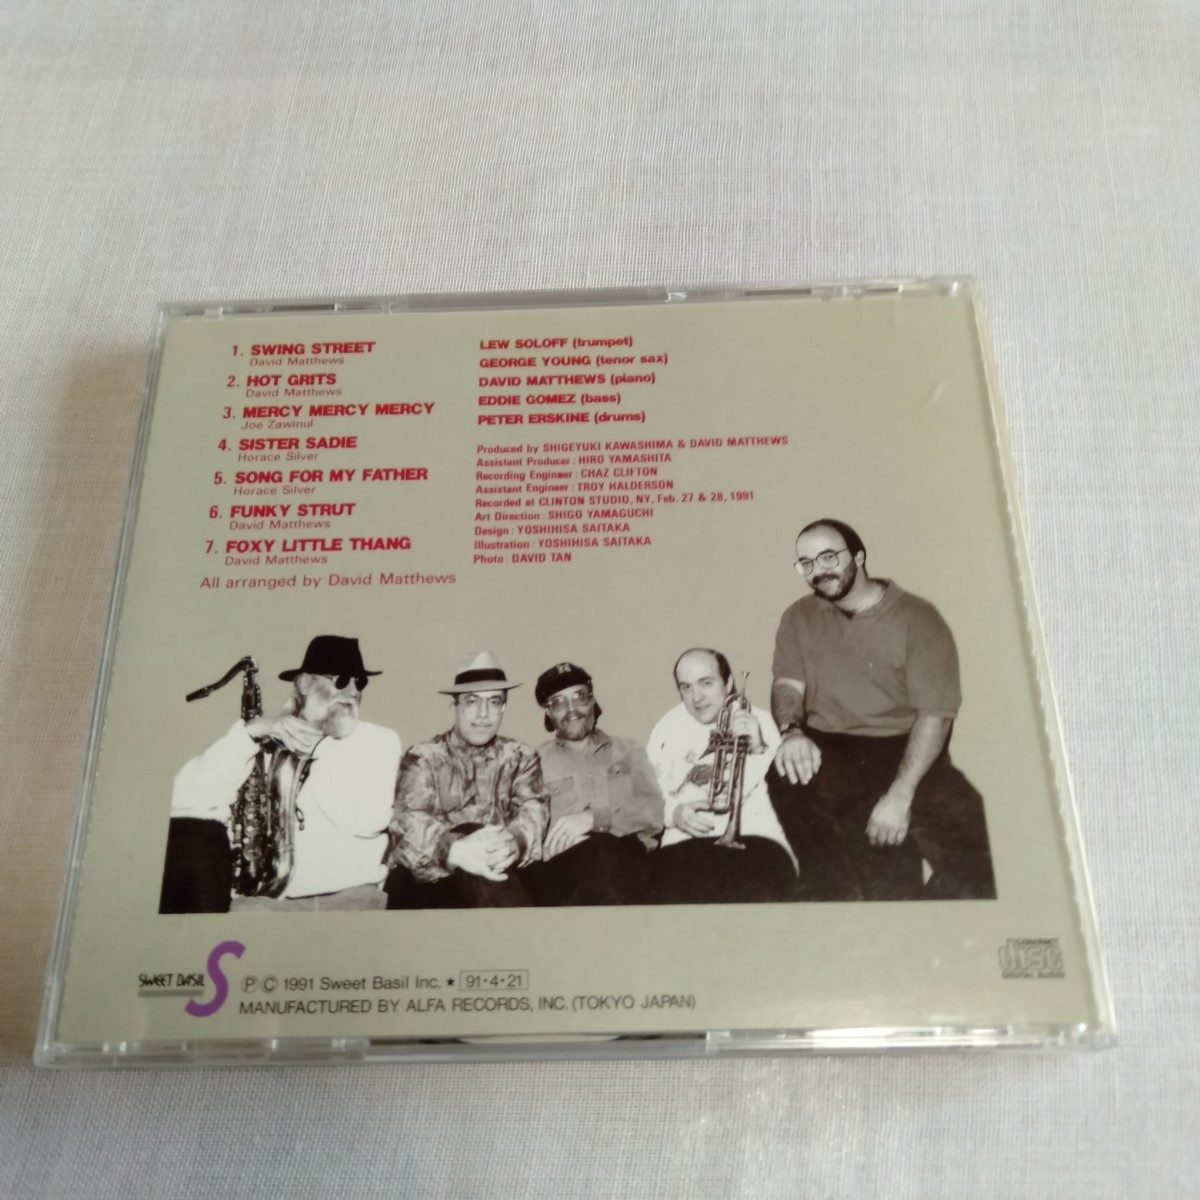 1. SWING STREET
David Matthews
2. HOT GRITS
David Matthews
3. MERCY MERCY MERCY
Joe Zawinul
4. SISTER SADIE
Horace Silver
5. SONG FOR MY FATHER
Horace Silver
6. FUNKY STRUT
David Matthews
7. FOXY LITTLE THANG
David Matthews
All arranged by David Matthews
LEW SOLOFF (trumpet)
GEORGE YOUNG (tenor sax)
DAVID MATTHEWS (piano)
EDDIE GOMEZ (bass)
PETER ERSKINE (drums)
Produced by SHIGEYUKI KAWASHIMA & DAVID MATTHEWS
Assistant Producer : HIRO YAMASHITA
Recording Engineer : CHAZ CLIFTON
Assistant Engineer : TROY HALDERSON
Recorded at CLINTON STUDIO, NY, Feb. 27 & 28, 1991
Art Direction : SHIGO YAMAGUCHI
Design : YOSHIHISA SAITAKA
Illustration : YOSHIHISA SAITAKA
Photo : DAVID TAN
SWEET BASIL S
Ⓟ Ⓒ 1991 Sweet Basil Inc. ★ 91・4・21
MANUFACTURED BY ALFA RECORDS, INC. (TOKYO JAPAN)
COMPACT
disc
DIGITAL AUDIO